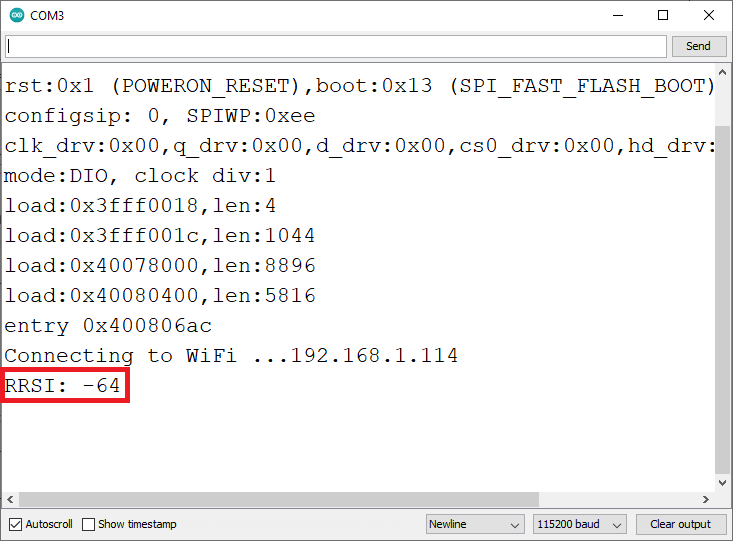 COM3
Send
rst:0x1 (POWERON_RESET),boot:0x13 (SPI_FAST_FLASH_BOOT)
configsip: 0, SPIWP:0xee
clk_drv:0x00,q_drv:0x00,d_drv:0x00,cs0_drv:0x00,hd_drv:
mode:DIO, clock div:1
load:0x3fff0018,len:4
load:0x3fff001c,len:1044
load:0x40078000,len:8896
load:0x40080400,len:5816
entry 0x400806ac
Connecting to WiFi ...192.168.1.114
RRSI: -64
Autoscroll Show timestamp Newline 115200 baud Clear output